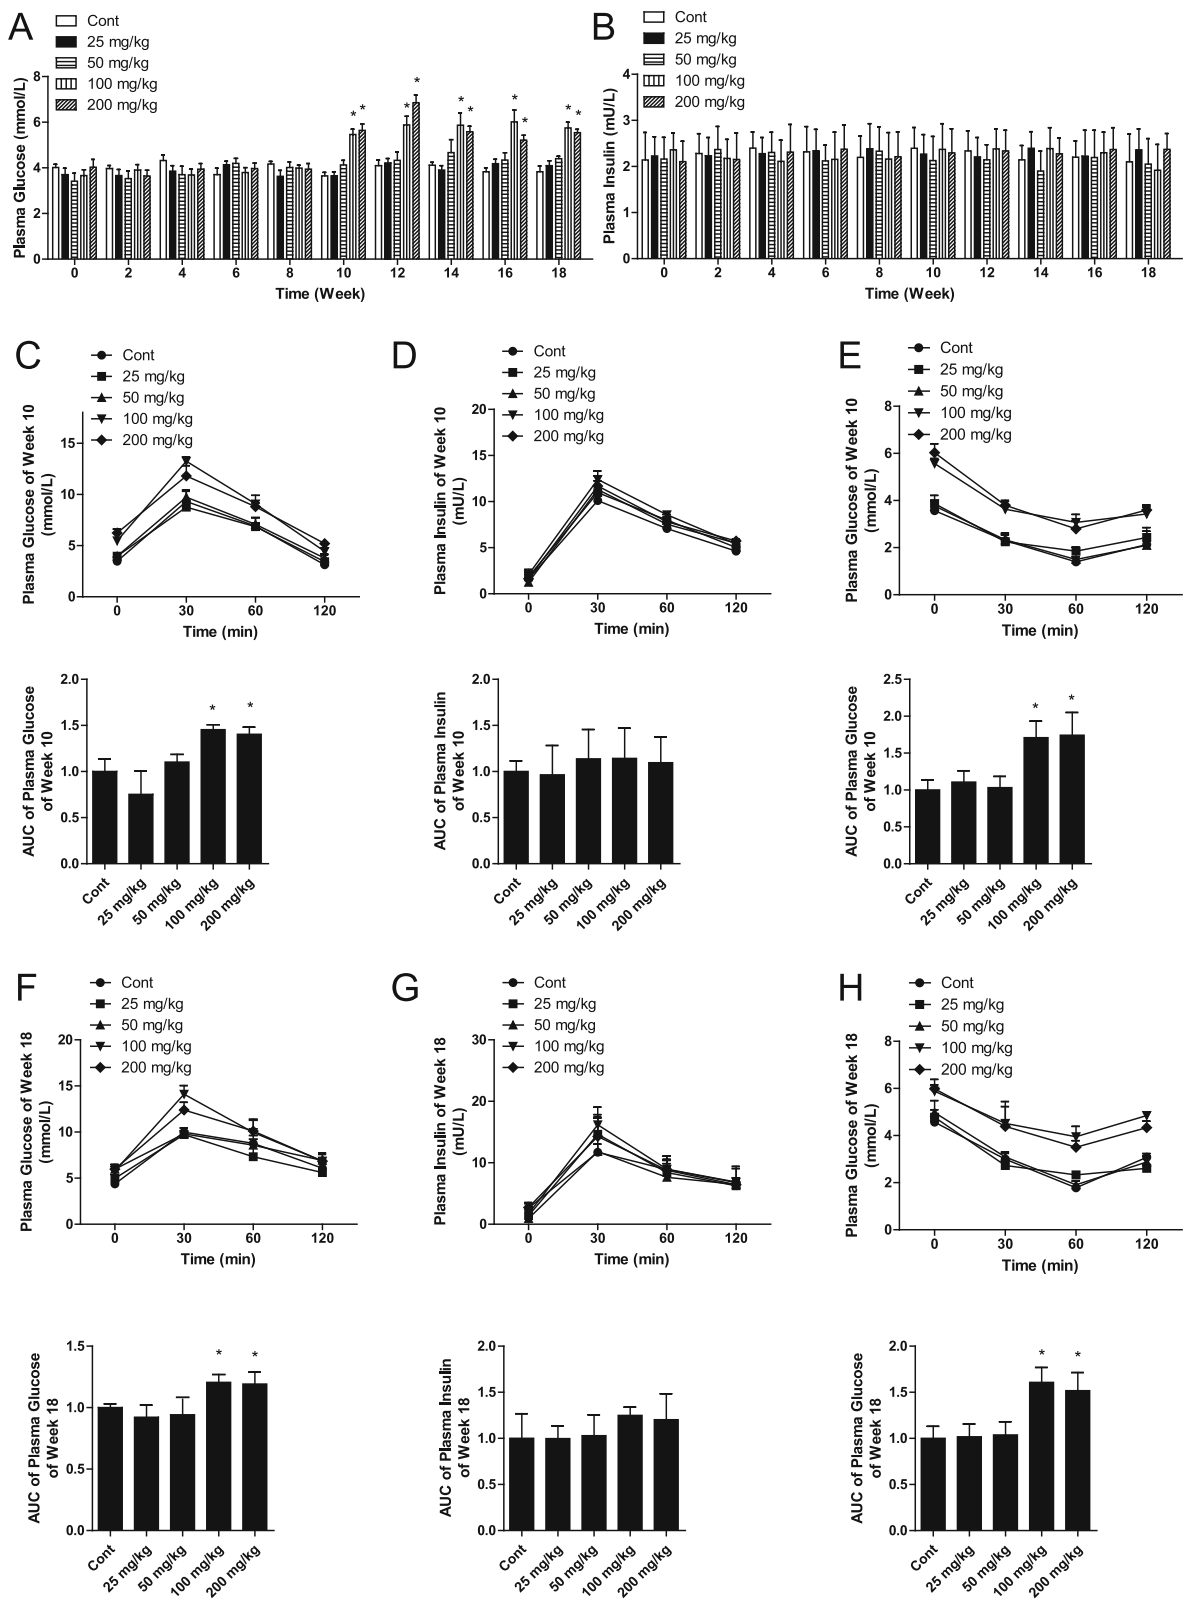 A
Cont
25 mg/kg
50 mg/kg
100 mg/kg
200 mg/kg
Plasma Glucose (mmol/L)
8
6
4
2
0
* * * * * * * * * *
0 2 4 6 8 10 12 14 16 18
Time (Week)
B
Cont
25 mg/kg
50 mg/kg
100 mg/kg
200 mg/kg
Plasma Insulin (mU/L)
4
3
2
1
0
0 2 4 6 8 10 12 14 16 18
Time (Week)
C
Cont
25 mg/kg
50 mg/kg
100 mg/kg
200 mg/kg
Plasma Glucose of Week 10
(mmol/L)
15
10
5
0
0 30 60 120
Time (min)
AUC of Plasma Glucose
of Week 10
2.0
1.5
1.0
0.5
0.0
* *
Cont 25 mg/kg 50 mg/kg 100 mg/kg 200 mg/kg
D
Cont
25 mg/kg
50 mg/kg
100 mg/kg
200 mg/kg
Plasma Insulin of Week 10
(mU/L)
20
15
10
5
0
0 30 60 120
Time (min)
AUC of Plasma Insulin
of Week 10
2.0
1.5
1.0
0.5
0.0
Cont 25 mg/kg 50 mg/kg 100 mg/kg 200 mg/kg
E
Cont
25 mg/kg
50 mg/kg
100 mg/kg
200 mg/kg
Plasma Glucose of Week 10
(mmol/L)
8
6
4
2
0
0 30 60 120
Time (min)
AUC of Plasma Glucose
of Week 10
2.5
2.0
1.5
1.0
0.5
0.0
* *
Cont 25 mg/kg 50 mg/kg 100 mg/kg 200 mg/kg
F
Cont
25 mg/kg
50 mg/kg
100 mg/kg
200 mg/kg
Plasma Glucose of Week 18
(mmol/L)
20
15
10
5
0
0 30 60 120
Time (min)
AUC of Plasma Glucose
of Week 18
1.5
1.0
0.5
0.0
* *
Cont 25 mg/kg 50 mg/kg 100 mg/kg 200 mg/kg
G
Cont
25 mg/kg
50 mg/kg
100 mg/kg
200 mg/kg
Plasma Insulin of Week 18
(mU/L)
30
20
10
0
0 30 60 120
Time (min)
AUC of Plasma Insulin
of Week 18
2.0
1.5
1.0
0.5
0.0
Cont 25 mg/kg 50 mg/kg 100 mg/kg 200 mg/kg
H
Cont
25 mg/kg
50 mg/kg
100 mg/kg
200 mg/kg
Plasma Glucose of Week 18
(mmol/L)
8
6
4
2
0
0 30 60 120
Time (min)
AUC of Plasma Glucose
of Week 18
2.0
1.5
1.0
0.5
0.0
* *
Cont 25 mg/kg 50 mg/kg 100 mg/kg 200 mg/kg